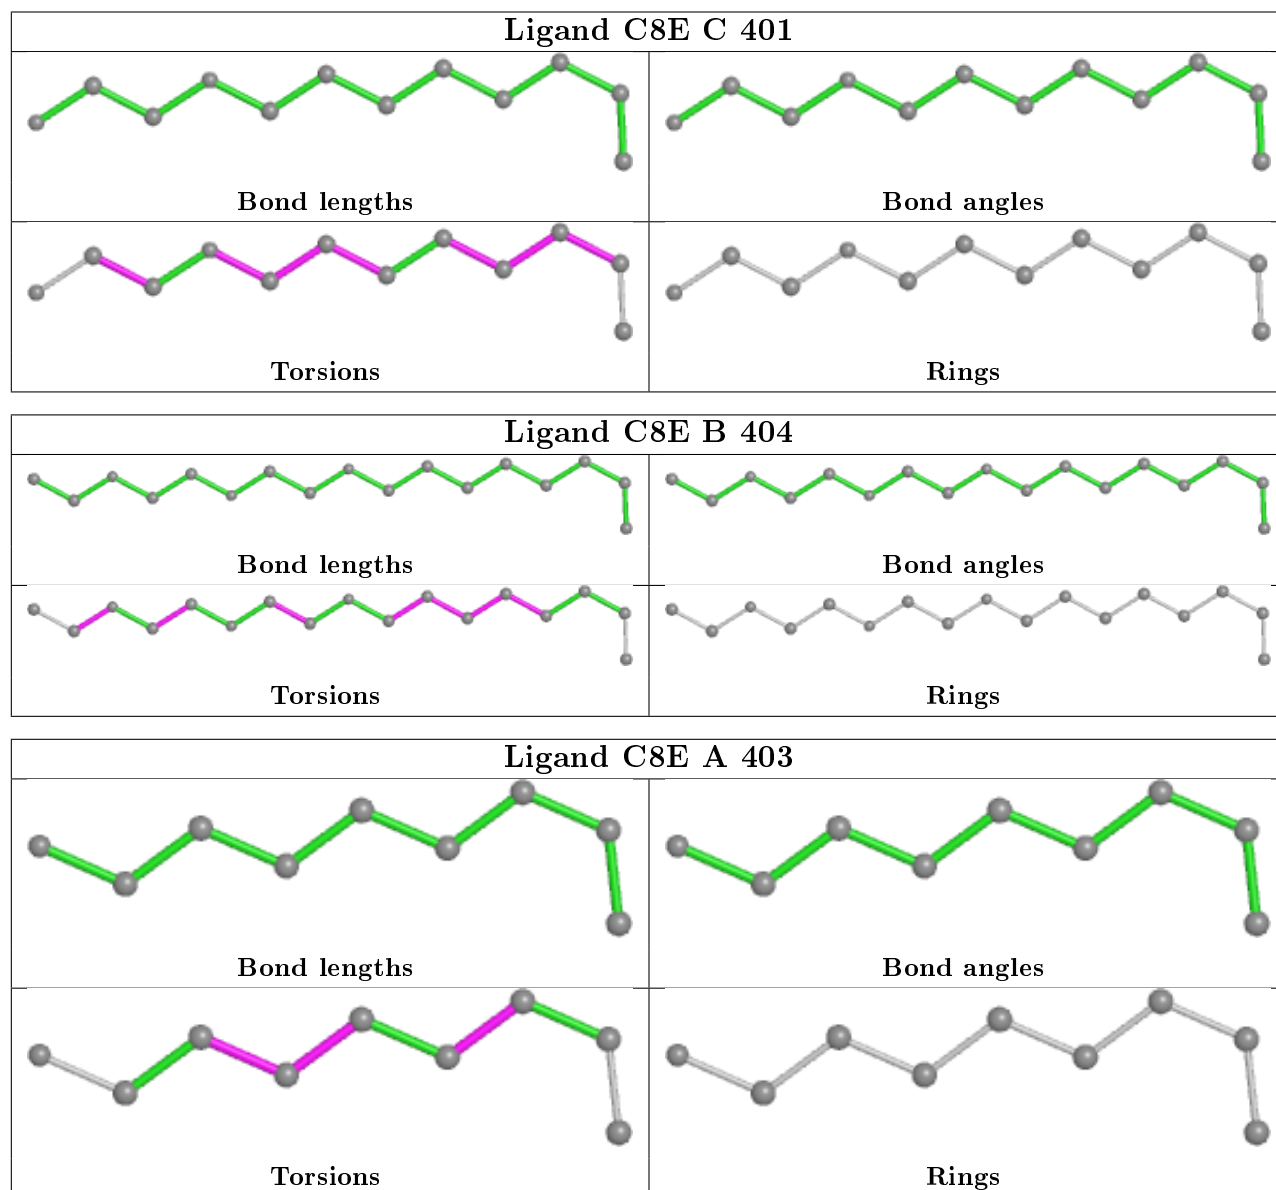 Ligand C8E C 401
Bond lengths
Bond angles
Torsions
Rings
Ligand C8E B 404
Bond lengths
Bond angles
Torsions
Rings
Ligand C8E A 403
Bond lengths
Bond angles
Torsions
Rings